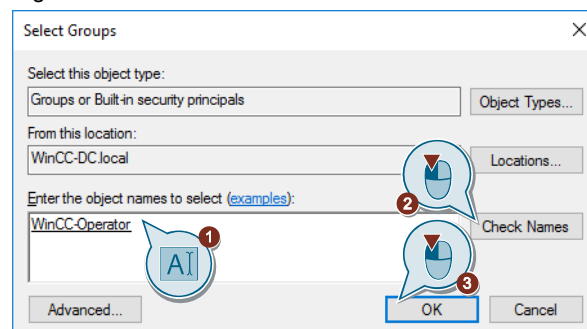 Select Groups
Select this object type:
Groups or Built-in security principals
Object Types...
From this location:
WinCC-DC.local
Locations...
Enter the object names to select (examples):
2
WinCC-Operator
1
Check Names
A
3
Advanced...
OK
Cancel